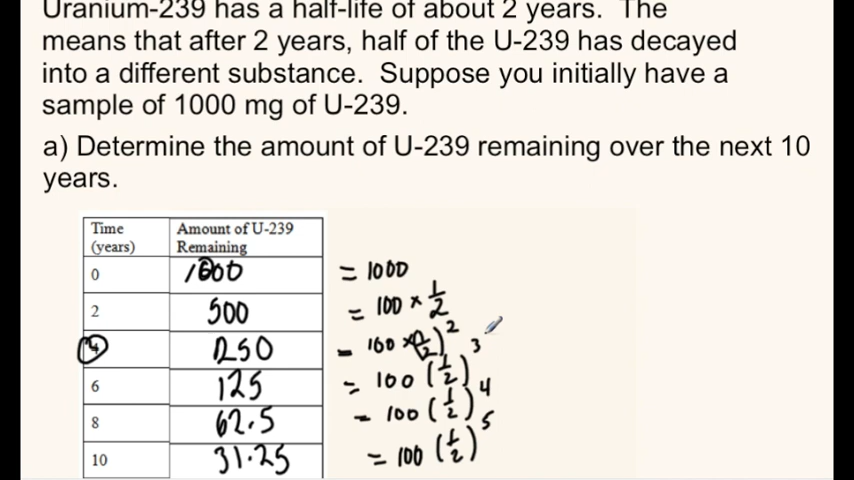 Uranium-239 has a half-life of about 2 years. The
means that after 2 years, half of the U-239 has decayed
into a different substance. Suppose you initially have a
sample of 1000 mg of U-239.
a) Determine the amount of U-239 remaining over the next 10
years.
Time (years) Amount of U-239 Remaining
0 1000 = 1000
2 500 = 100 × 1/2
4 250 = 100 × (1/2)^2
6 125 = 100 (1/2)^3
8 62.5 = 100 (1/2)^4
10 31.25 = 100 (1/2)^5